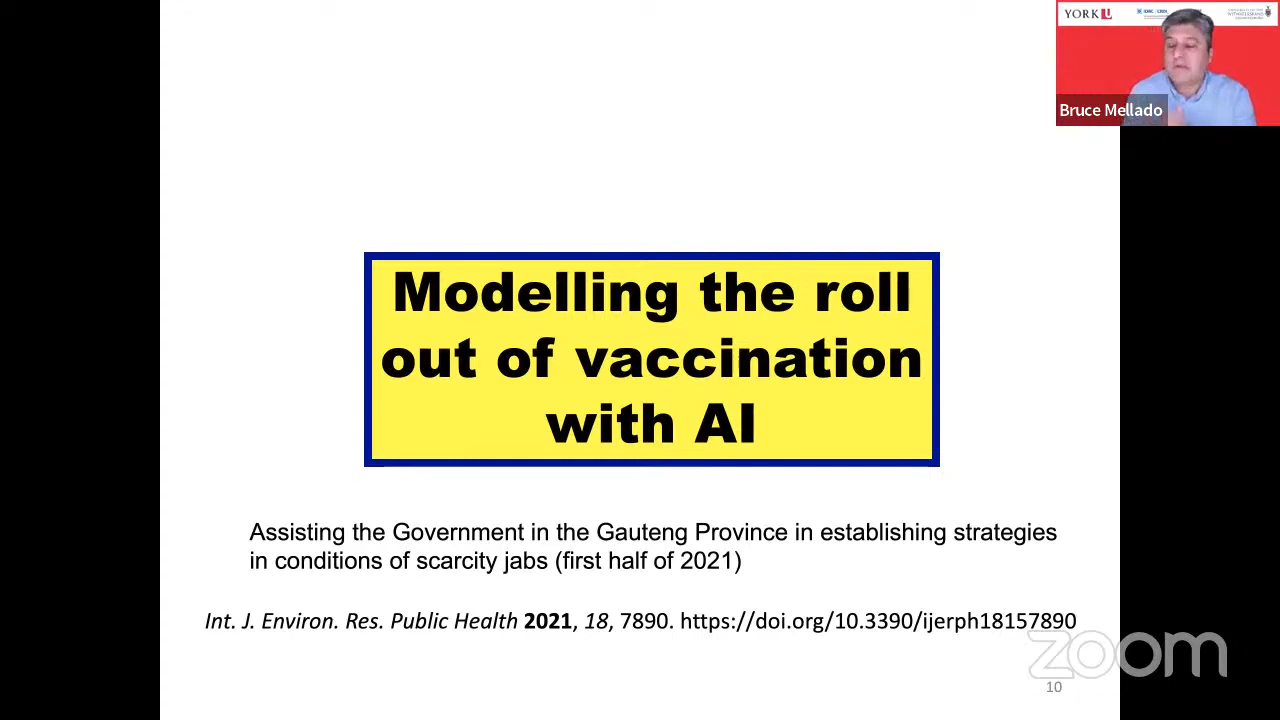 YORK U
Bruce Mellado
Modelling the roll
out of vaccination
with AI
Assisting the Government in the Gauteng Province in establishing strategies
in conditions of scarcity jabs (first half of 2021)
Int. J. Environ. Res. Public Health 2021, 18, 7890. https://doi.org/10.3390/ijerph18157890
zoom
10